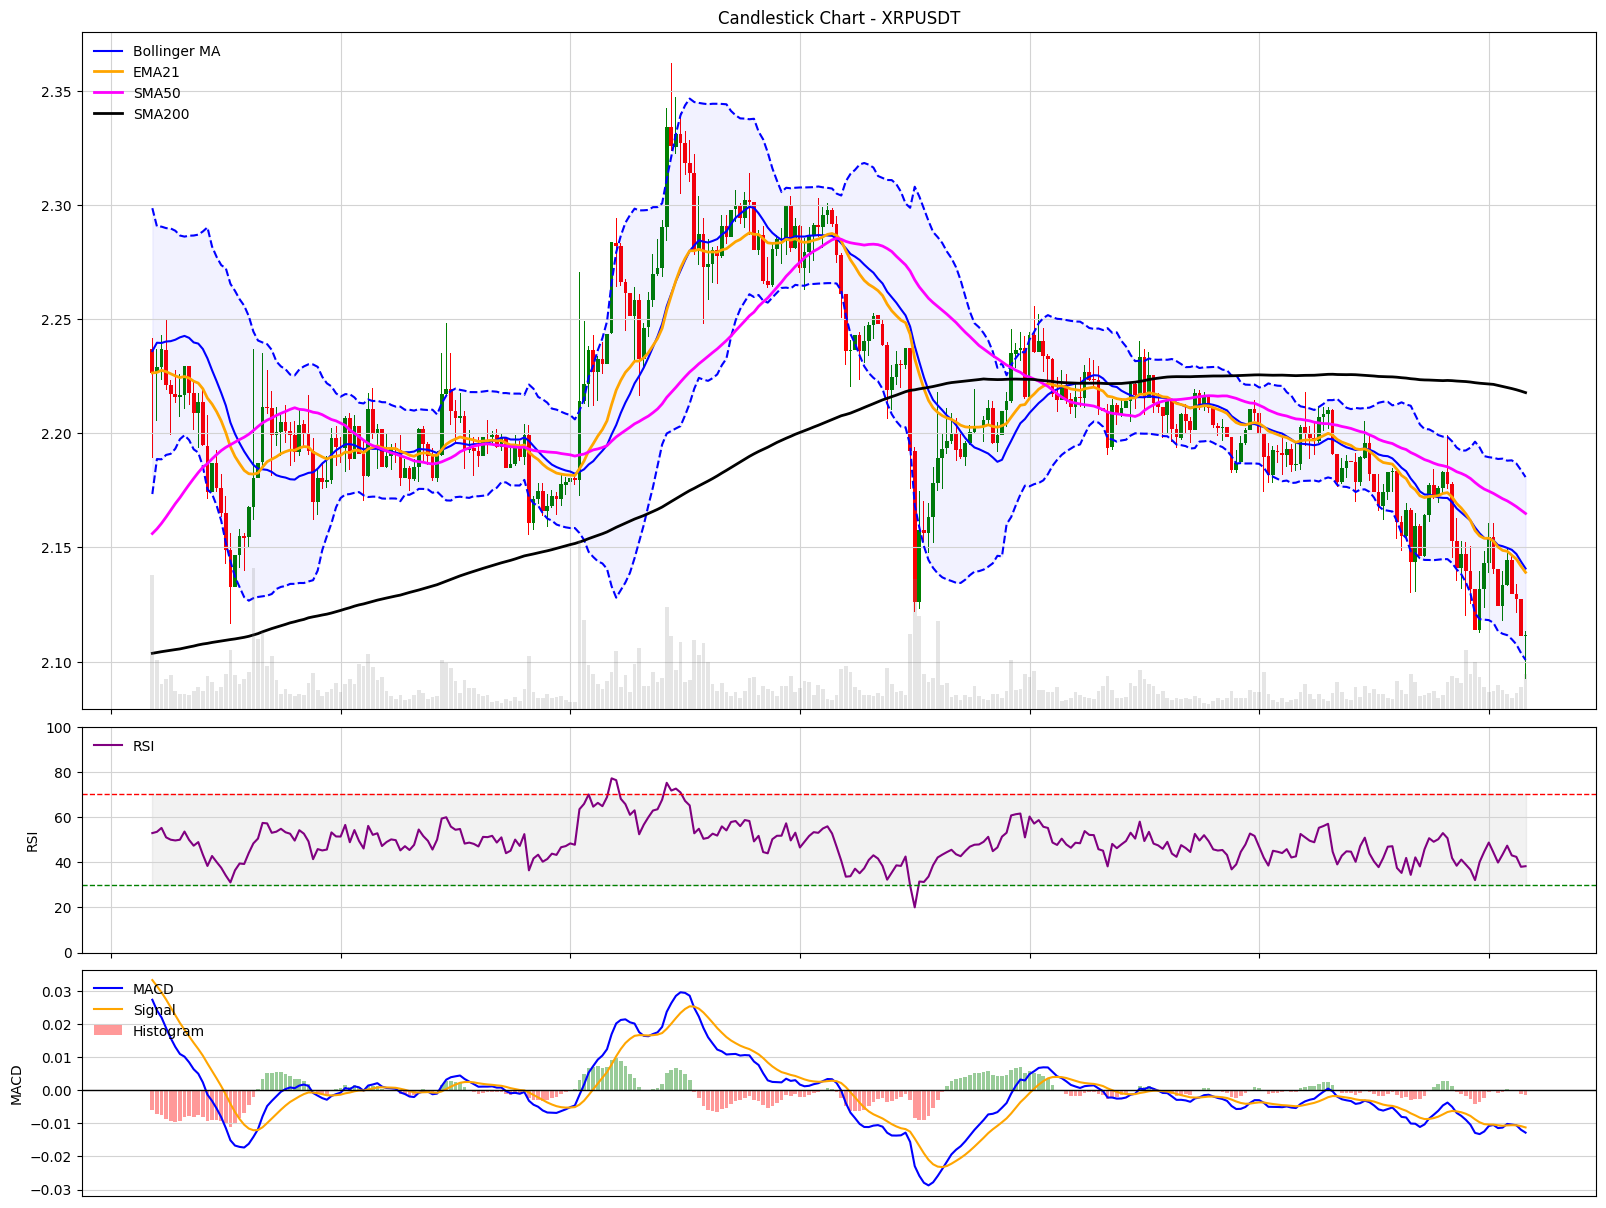 Candlestick Chart - XRPUSDT
Bollinger MA
EMA21
SMA50
SMA200
2.35
2.30
2.25
2.20
2.15
2.10
RSI
100
80
60
40
20
0
RSI
MACD
Signal
Histogram
0.03
0.02
0.01
0.00
−0.01
−0.02
−0.03
MACD